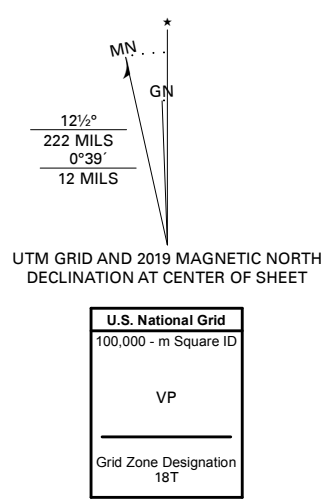 ★
MN
GN
12½°
222 MILS
0°39´
12 MILS
UTM GRID AND 2019 MAGNETIC NORTH
DECLINATION AT CENTER OF SHEET
U.S. National Grid
100,000 - m Square ID
VP
Grid Zone Designation
18T